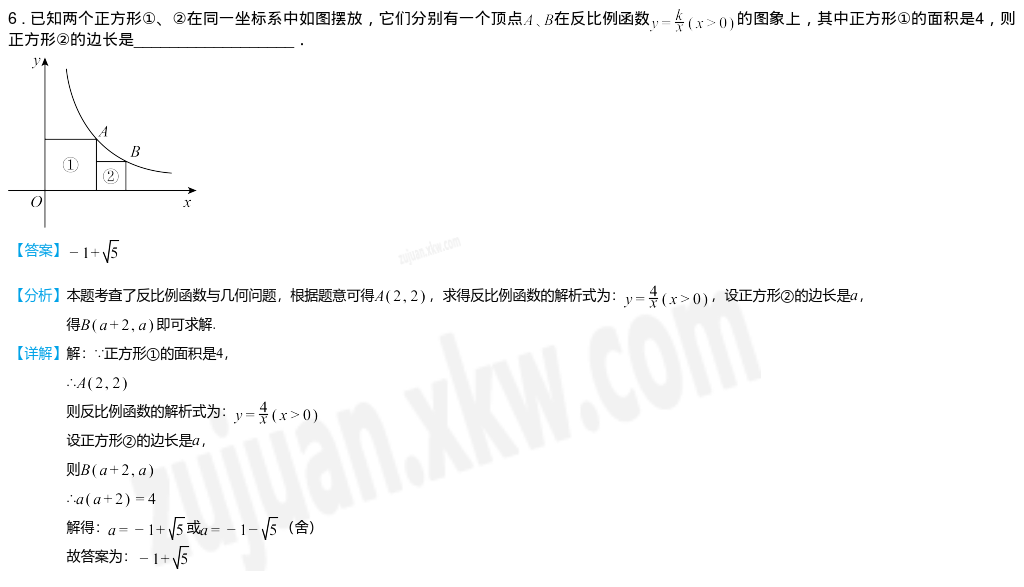 6．已知两个正方形①、②在同一坐标系中如图摆放，它们分别有一个顶点A、B在反比例函数y=k/x(x>0)的图象上，其中正方形①的面积是4，则
正方形②的边长是____________________．
y
A
B
①
②
O
x
【答案】−1+√5
【分析】本题考查了反比例函数与几何问题，根据题意可得A(2,2)，求得反比例函数的解析式为：y=4/x(x>0)，设正方形②的边长是a，
得B(a+2,a)即可求解.
【详解】解：∵正方形①的面积是4，
∴A(2,2)
则反比例函数的解析式为：y=4/x(x>0)
设正方形②的边长是a，
则B(a+2,a)
∴a(a+2)=4
解得：a=−1+√5或a=−1−√5（舍）
故答案为：−1+√5
zujuan.xkw.com
zujuan.xkw.com